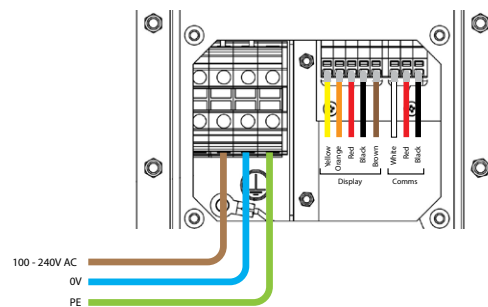 Yellow
Orange
Red
Black
Brown
White
Red
Black
Display
Comms
100 - 240V AC
0V
PE